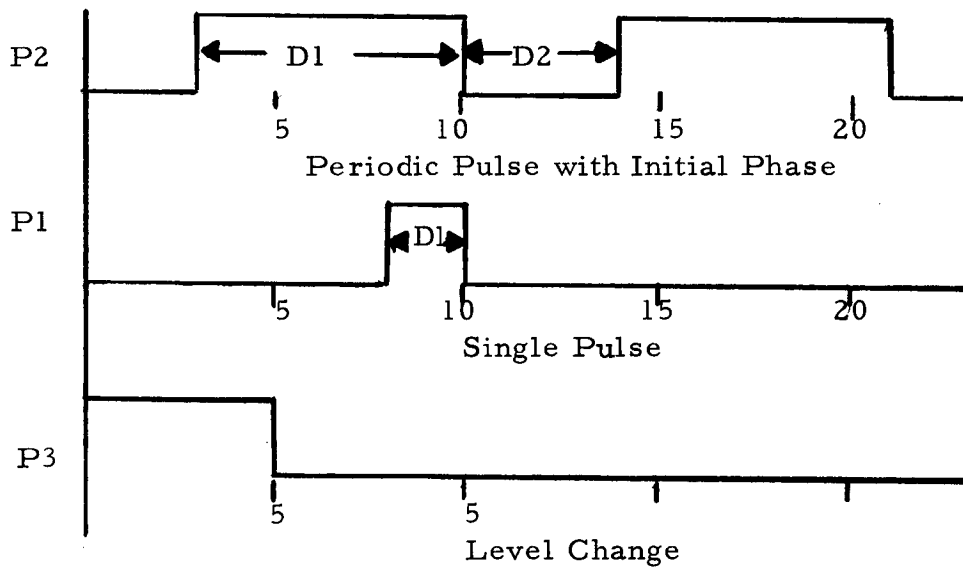 P2
D1 D2
5 10 15 20
Periodic Pulse with Initial Phase
P1
D1
5 10 15 20
Single Pulse
P3
5 5
Level Change